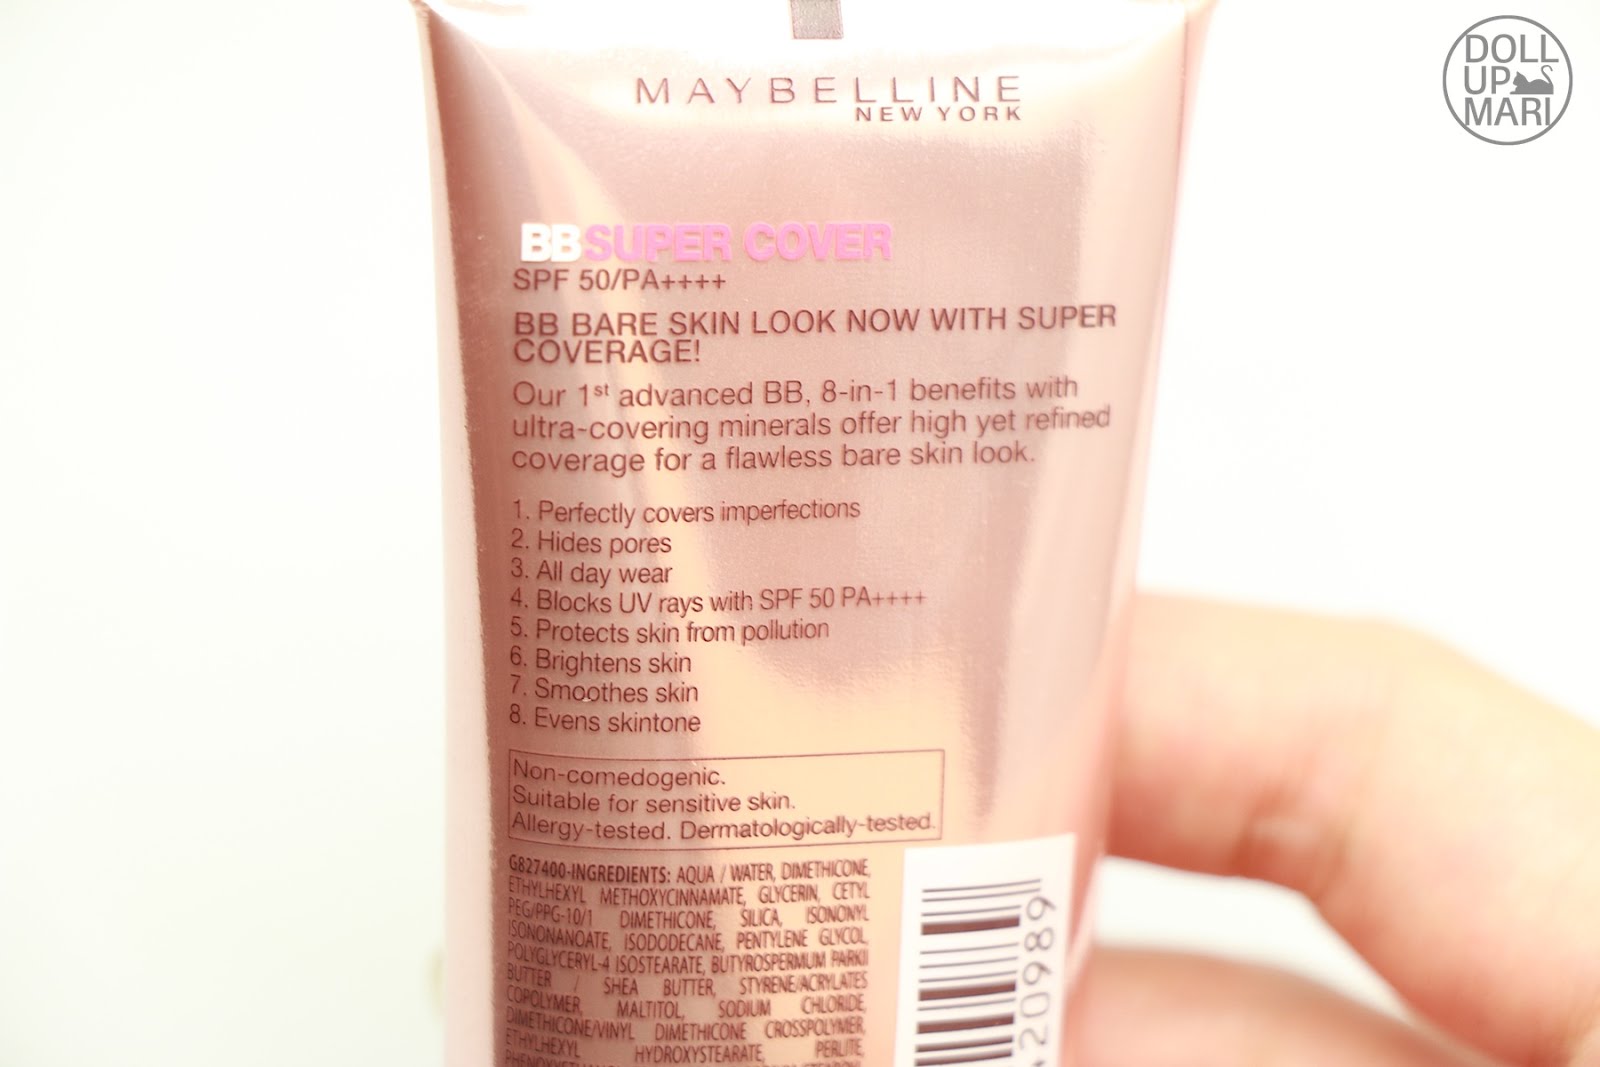 DOLL
UP
MARI
MAYBELLINE
NEW YORK
BB SUPER COVER
SPF 50/PA++++
BB BARE SKIN LOOK NOW WITH SUPER
COVERAGE!
Our 1st advanced BB, 8-in-1 benefits with
ultra-covering minerals offer high yet refined
coverage for a flawless bare skin look.
1. Perfectly covers imperfections
2. Hides pores
3. All day wear
4. Blocks UV rays with SPF 50 PA++++
5. Protects skin from pollution
6. Brightens skin
7. Smoothes skin
8. Evens skintone
Non-comedogenic.
Suitable for sensitive skin.
Allergy-tested. Dermatologically-tested.
G827400-INGREDIENTS: AQUA / WATER, DIMETHICONE,
ETHYLHEXYL METHOXYCINNAMATE, GLYCERIN, CETYL
PEG/PPG-10/1 DIMETHICONE, SILICA, ISONONYL
ISONONANOATE, ISODODECANE, PENTYLENE GLYCOL,
POLYGLYCERYL-4 ISOSTEARATE, BUTYROSPERMUM PARKII
BUTTER / SHEA BUTTER, STYRENE/ACRYLATES
COPOLYMER, MALTITOL, SODIUM CHLORIDE,
DIMETHICONE/VINYL DIMETHICONE CROSSPOLYMER,
ETHYLHEXYL HYDROXYSTEARATE, PERLITE,
420989